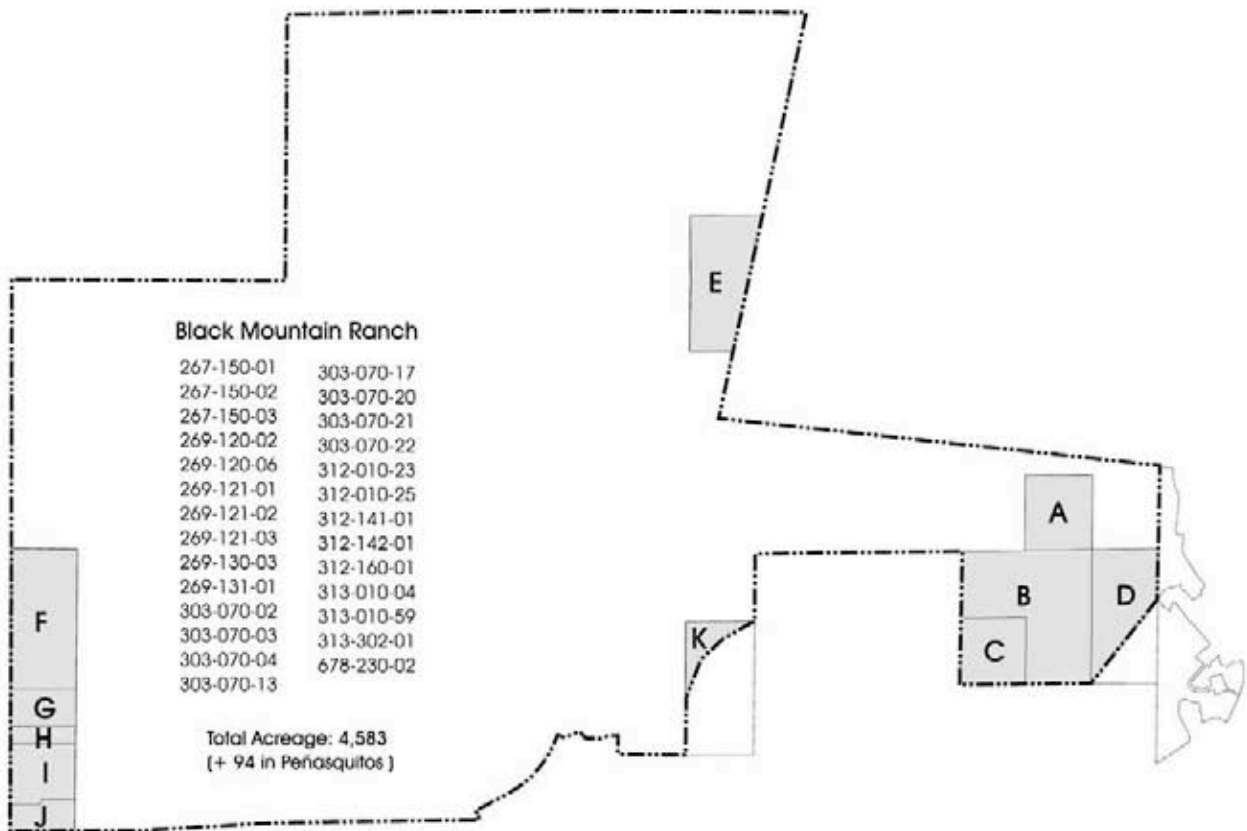 E
Black Mountain Ranch
267-150-01
267-150-02
267-150-03
269-120-02
269-120-06
269-121-01
269-121-02
269-121-03
269-130-03
269-131-01
303-070-02
303-070-03
303-070-04
303-070-13
303-070-17
303-070-20
303-070-21
303-070-22
312-010-23
312-010-25
312-141-01
312-142-01
312-160-01
313-010-04
313-010-59
313-302-01
678-230-02
Total Acreage: 4,583
(+ 94 in Peñasquitos )
A
B
D
C
K
F
G
H
I
J